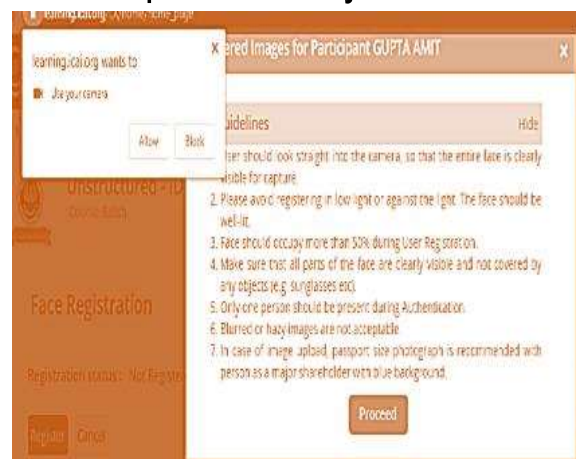 learning.icai.org
learning.icai.org wants to
Use your camera
Allow Block
ered Images for Participant GUPTA AMIT
uidelines Hide
User should look straight into the camera, so that the entire face is clearly
visible for capture.
2. Please avoid registering in low light or against the light. The face should be
well-lit.
3. Face should occupy more than 50% during User Registration.
4. Make sure that all parts of the face are clearly visible and not covered by
any objects (e.g. sunglasses etc).
5. Only one person should be present during Authentication.
6. Blurred or hazy images are not acceptable
7. In case of image upload, passport size photograph is recommended with
person as a major shareholder with blue background.
Proceed
Unstructured - ID
Course Batch
Face Registration
Registration status : Not Registe
Register Cancel